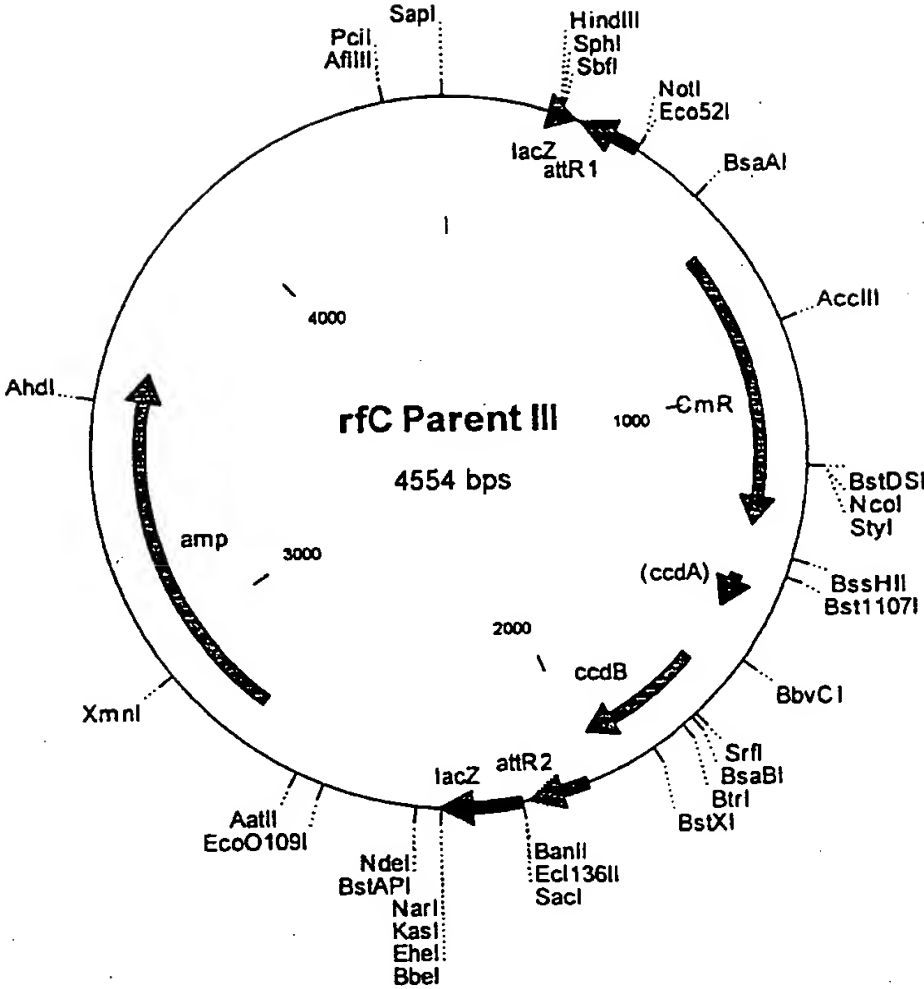 SapI
HindIII
SphI
SbfI
PciI
AflIII
NotI
Eco52I
lacZ
attR1
BsaAI
4000
AccIII
AhdI
rfC Parent III
4554 bps
1000
CmR
BstDSI
NcoI
StyI
amp
3000
(ccdA)
BssHII
Bst1107I
2000
ccdB
BbvCI
XmnI
SrfI
BsaBI
BtrI
BstXI
lacZ
attR2
AatII
EcoO109I
BanII
Ecl136II
SacI
NdeI
BstAPI
NarI
KasI
EheI
BbeI